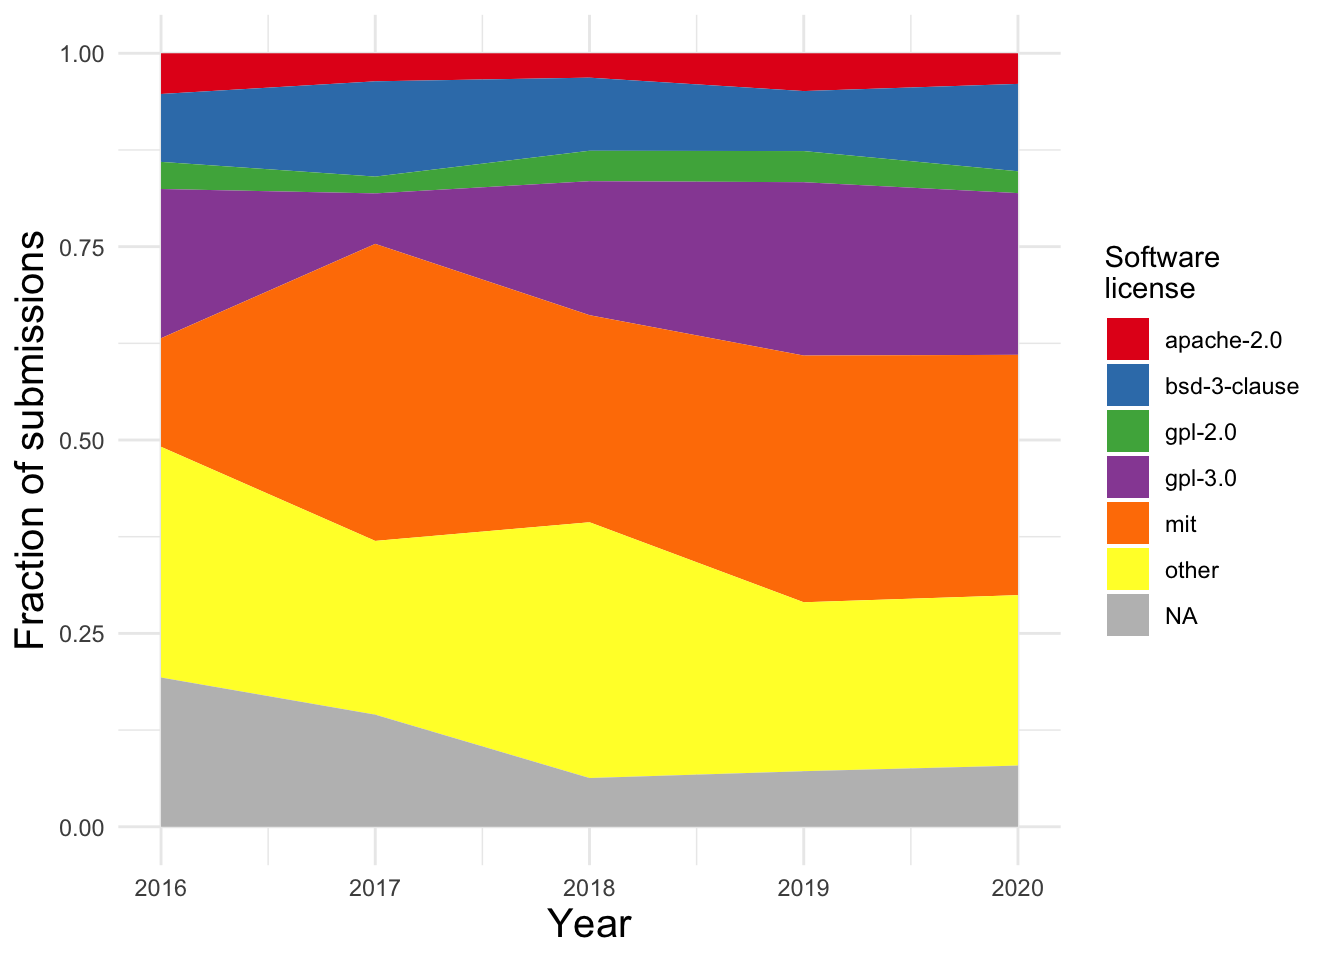 Fraction of submissions
1.00
0.75
0.50
0.25
0.00
2016
2017
2018
2019
2020
Year
Software
license
apache-2.0
bsd-3-clause
gpl-2.0
gpl-3.0
mit
other
NA